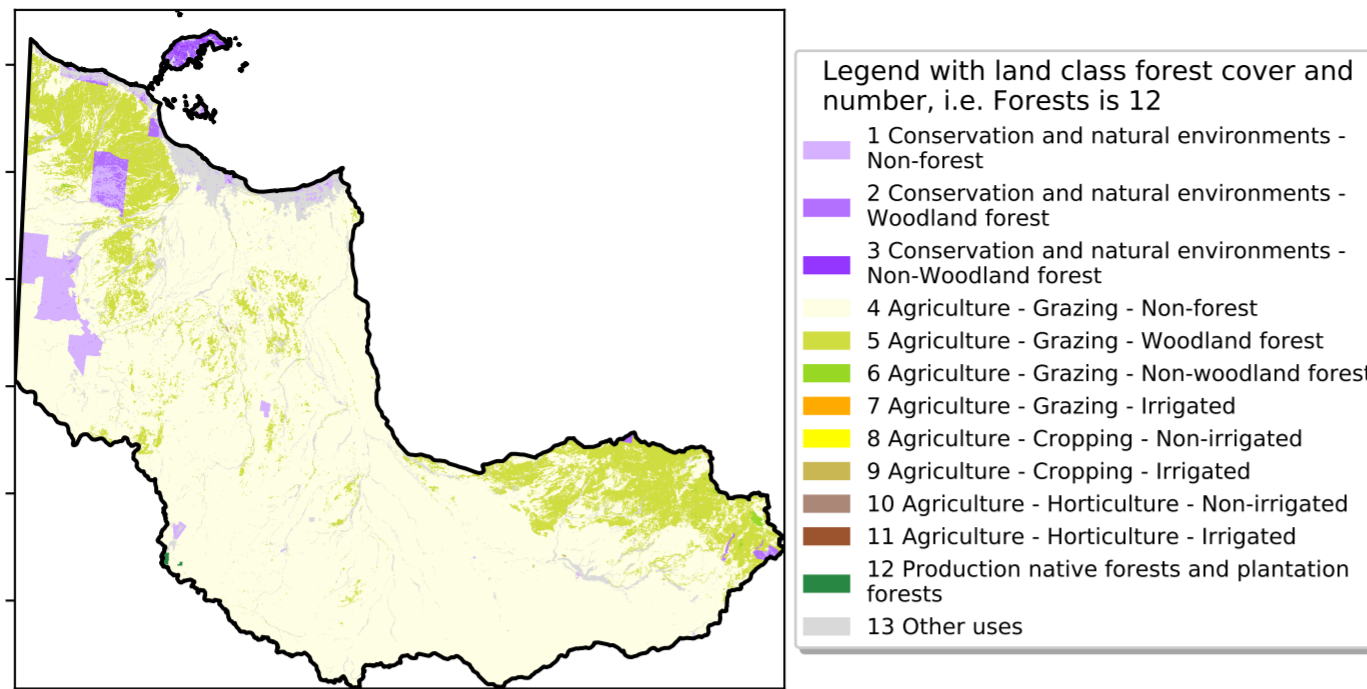 Legend with land class forest cover and
number, i.e. Forests is 12
1 Conservation and natural environments -
Non-forest
2 Conservation and natural environments -
Woodland forest
3 Conservation and natural environments -
Non-Woodland forest
4 Agriculture - Grazing - Non-forest
5 Agriculture - Grazing - Woodland forest
6 Agriculture - Grazing - Non-woodland forest
7 Agriculture - Grazing - Irrigated
8 Agriculture - Cropping - Non-irrigated
9 Agriculture - Cropping - Irrigated
10 Agriculture - Horticulture - Non-irrigated
11 Agriculture - Horticulture - Irrigated
12 Production native forests and plantation
forests
13 Other uses